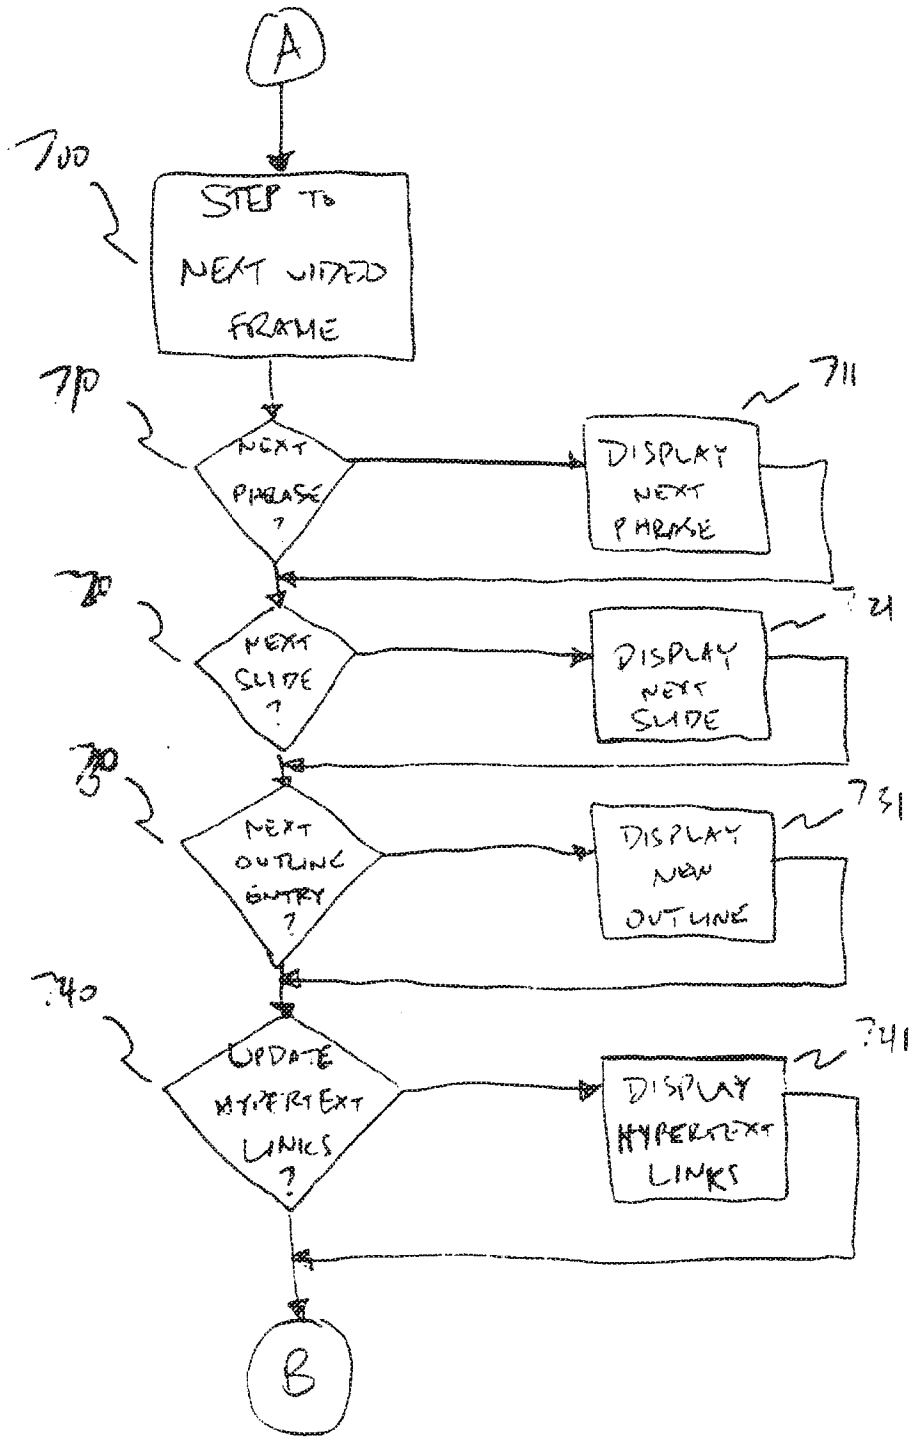 A
700
STEP TO
NEXT VIDEO
FRAME
710
711
NEXT
PHRASE
?
DISPLAY
NEXT
PHRASE
720
721
NEXT
SLIDE
?
DISPLAY
NEXT
SLIDE
730
731
NEXT
OUTLINE
ENTRY
?
DISPLAY
NEW
OUTLINE
740
741
UPDATE
HYPERTEXT
LINKS
?
DISPLAY
HYPERTEXT
LINKS
B